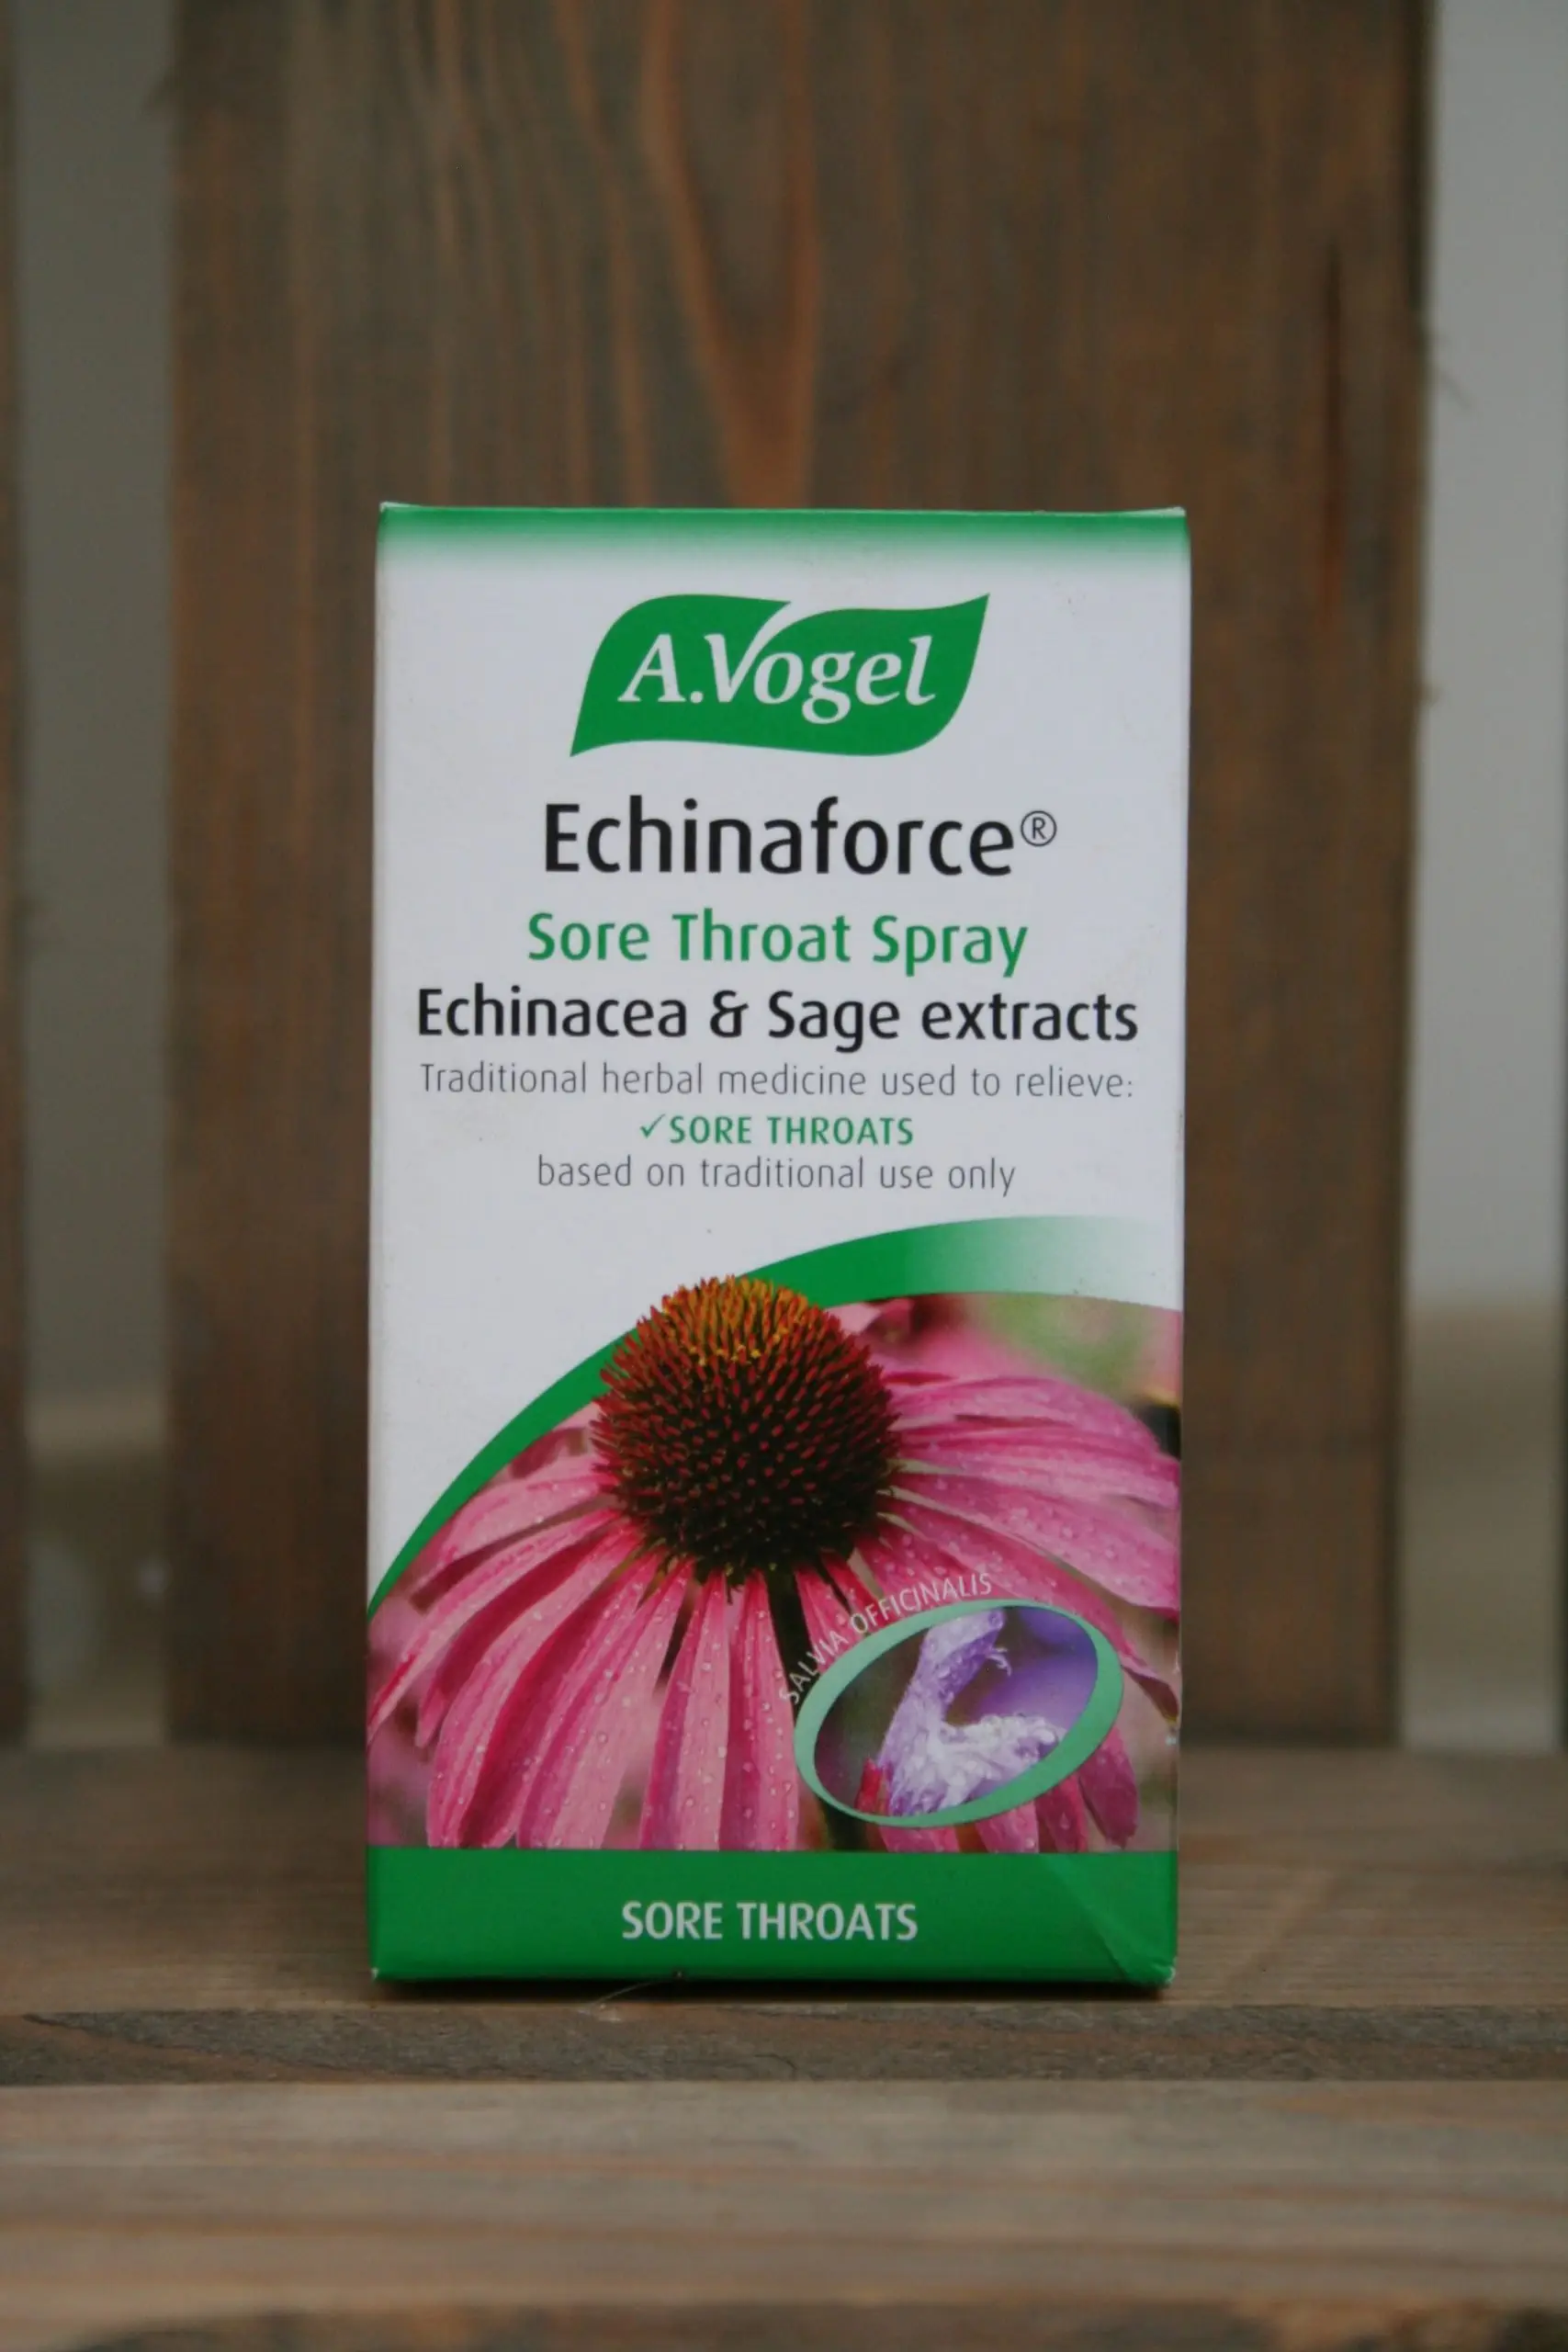 A.Vogel
Echinaforce®
Sore Throat Spray
Echinacea & Sage extracts
Traditional herbal medicine used to relieve:
✓SORE THROATS
based on traditional use only
SALVIA OFFICINALIS
SORE THROATS